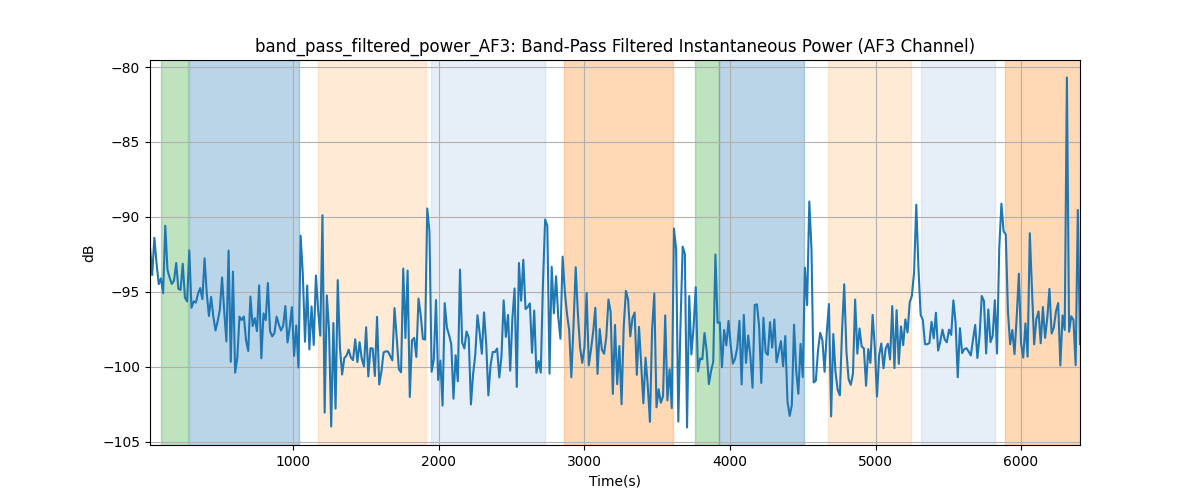 band_pass_filtered_power_AF3: Band-Pass Filtered Instantaneous Power (AF3 Channel)
−80
−85
−90
−95
−100
−105
dB
1000 2000 3000 4000 5000 6000
Time(s)